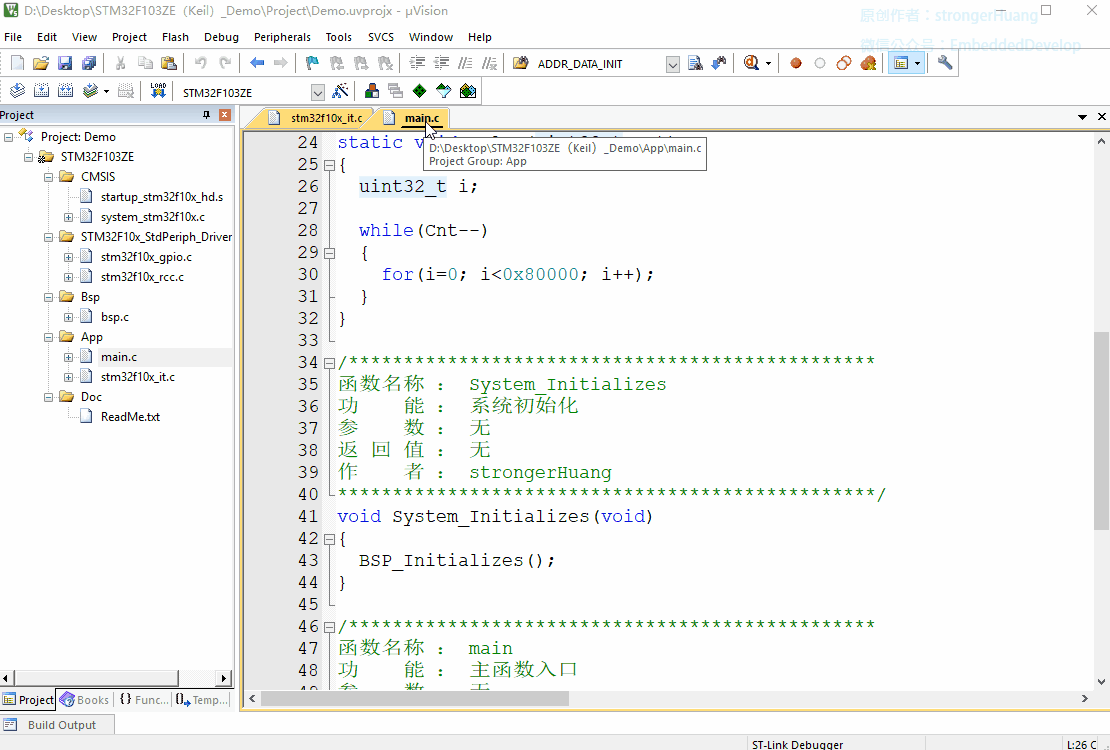 D:\Desktop\STM32F103ZE（Keil）_Demo\Project\Demo.uvprojx - µVision
原创作者：strongerHuang
微信公众号：EmbeddedDevelop
File Edit View Project Flash Debug Peripherals Tools SVCS Window Help
ADDR_DATA_INIT
LOAD STM32F103ZE
Project
Project: Demo
STM32F103ZE
CMSIS
startup_stm32f10x_hd.s
system_stm32f10x.c
STM32F10x_StdPeriph_Driver
stm32f10x_gpio.c
stm32f10x_rcc.c
Bsp
bsp.c
App
main.c
stm32f10x_it.c
Doc
ReadMe.txt
Project Books {} Func... Temp...
stm32f10x_it.c main.c
D:\Desktop\STM32F103ZE（Keil）_Demo\App\main.c
Project Group: App
24 static
25 {
26 uint32_t i;
27
28 while(Cnt--)
29 {
30 for(i=0; i<0x80000; i++);
31 }
32 }
33
34 /************************************************
35 函数名称 ： System_Initializes
36 功 能 ： 系统初始化
37 参 数 ： 无
38 返 回 值 ： 无
39 作 者 ： strongerHuang
40 *************************************************/
41 void System_Initializes(void)
42 {
43 BSP_Initializes();
44 }
45
46 /************************************************
47 函数名称 ： main
48 功 能 ： 主函数入口
49 参 数 ： 无
Build Output
ST-Link Debugger L:26 C